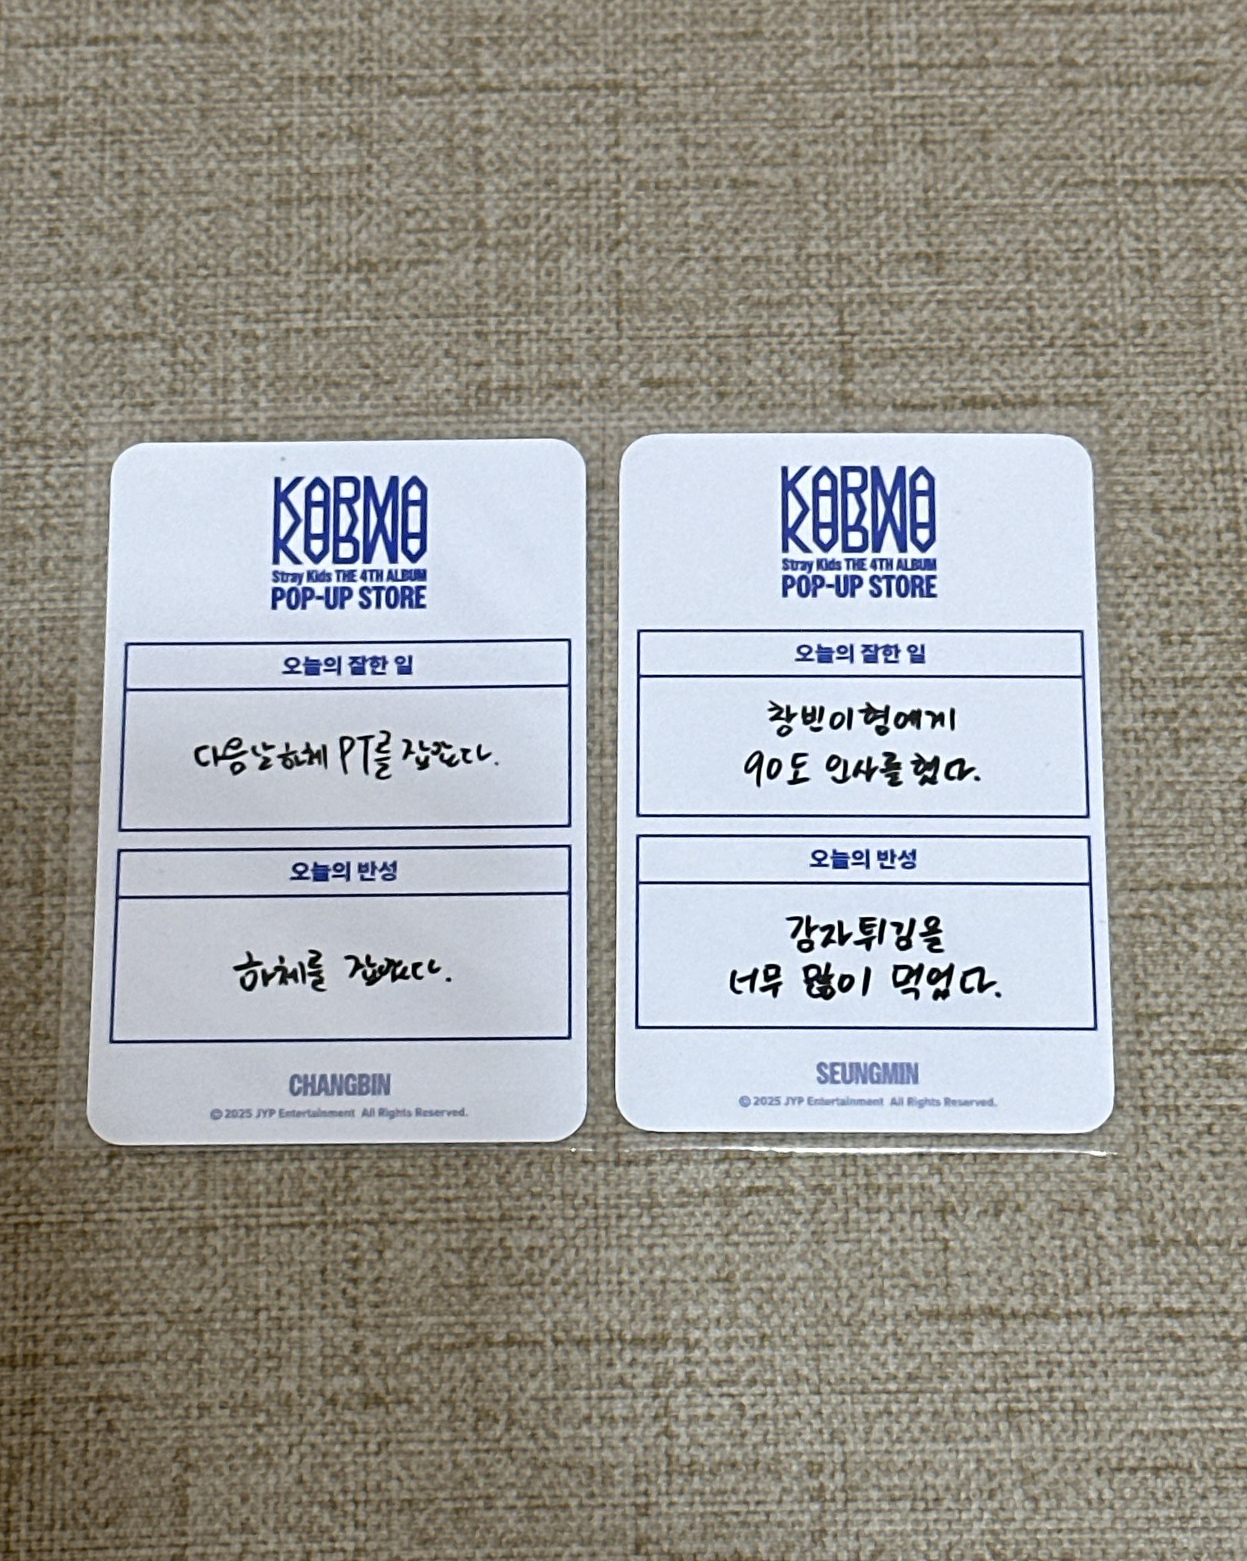 KARMA
Stray Kids THE 4TH ALBUM
POP-UP STORE
오늘의 잘한 일
다음날 하체 PT를 잡았다.
오늘의 반성
하체를 잡았다.
CHANGBIN
© 2025 JYP Entertainment All Rights Reserved.
KARMA
Stray Kids THE 4TH ALBUM
POP-UP STORE
오늘의 잘한 일
창빈이형에게
90도 인사를 했다.
오늘의 반성
감자튀김을
너무 많이 먹었다.
SEUNGMIN
© 2025 JYP Entertainment All Rights Reserved.